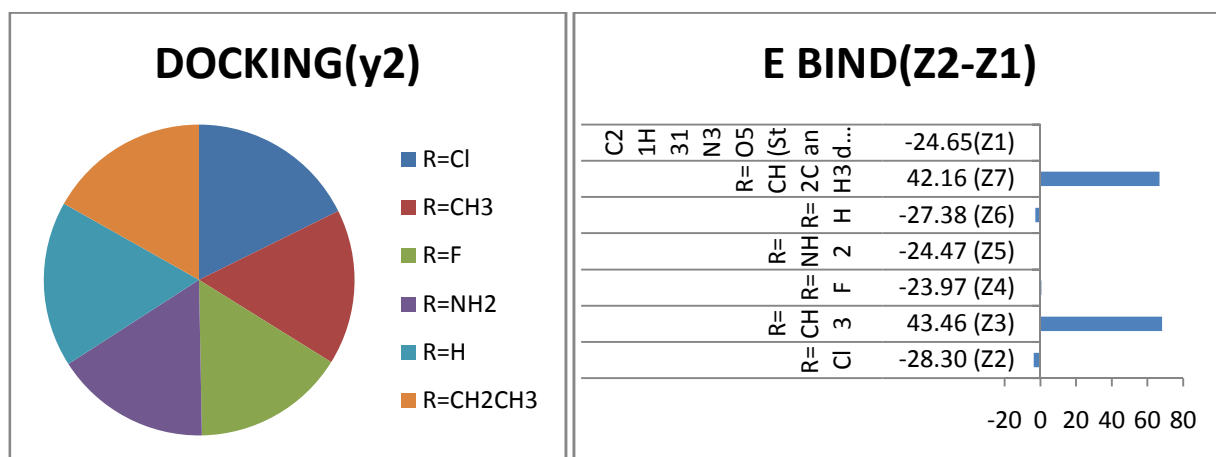 DOCKING(y2)
R=Cl
R=CH3
R=F
R=NH2
R=H
R=CH2CH3
E BIND(Z2-Z1)
C2
1H
31
N3
O5
(St
an
d...
-24.65(Z1)
R=
CH
2C
H3
42.16 (Z7)
R=
H
-27.38 (Z6)
R=
NH
2
-24.47 (Z5)
R=
F
-23.97 (Z4)
R=
CH
3
43.46 (Z3)
R=
Cl
-28.30 (Z2)
-20 0 20 40 60 80